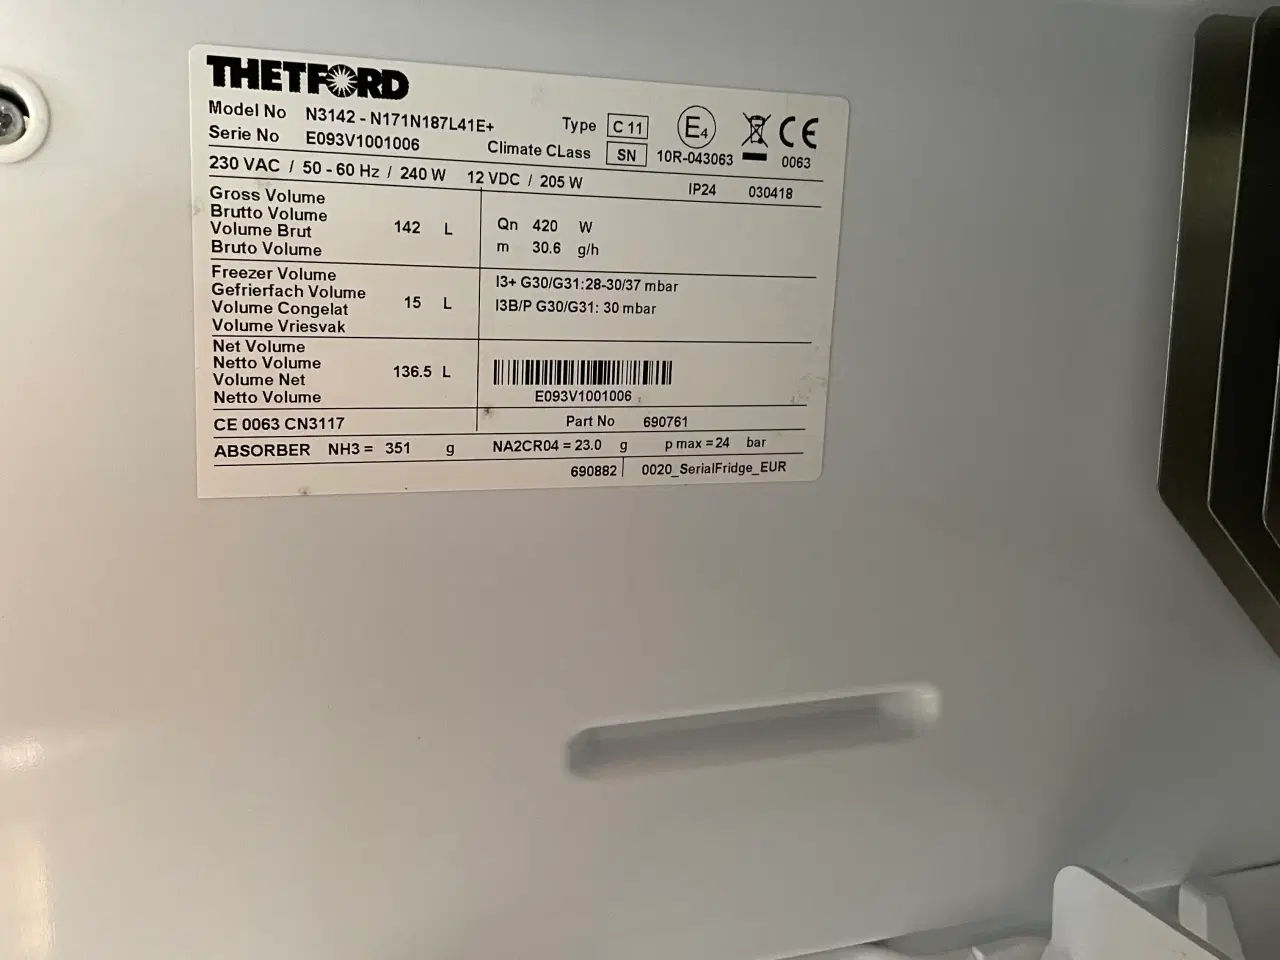 THETFORD
Model No N3142 - N171N187L41E+ Type C 11 E4 CE
Serie No E093V1001006 Climate CLass SN 10R-043063 0063
230 VAC / 50 - 60 Hz / 240 W 12 VDC / 205 W IP24 030418
Gross Volume
Brutto Volume
Volume Brut 142 L
Bruto Volume
Qn 420 W
m 30.6 g/h
Freezer Volume
Gefrierfach Volume
Volume Congelat 15 L
Volume Vriesvak
I3+ G30/G31:28-30/37 mbar
I3B/P G30/G31: 30 mbar
Net Volume
Netto Volume
Volume Net 136.5 L
Netto Volume
E093V1001006
CE 0063 CN3117 Part No 690761
ABSORBER NH3 = 351 g NA2CR04 = 23.0 g p max = 24 bar
690882 0020_SerialFridge_EUR